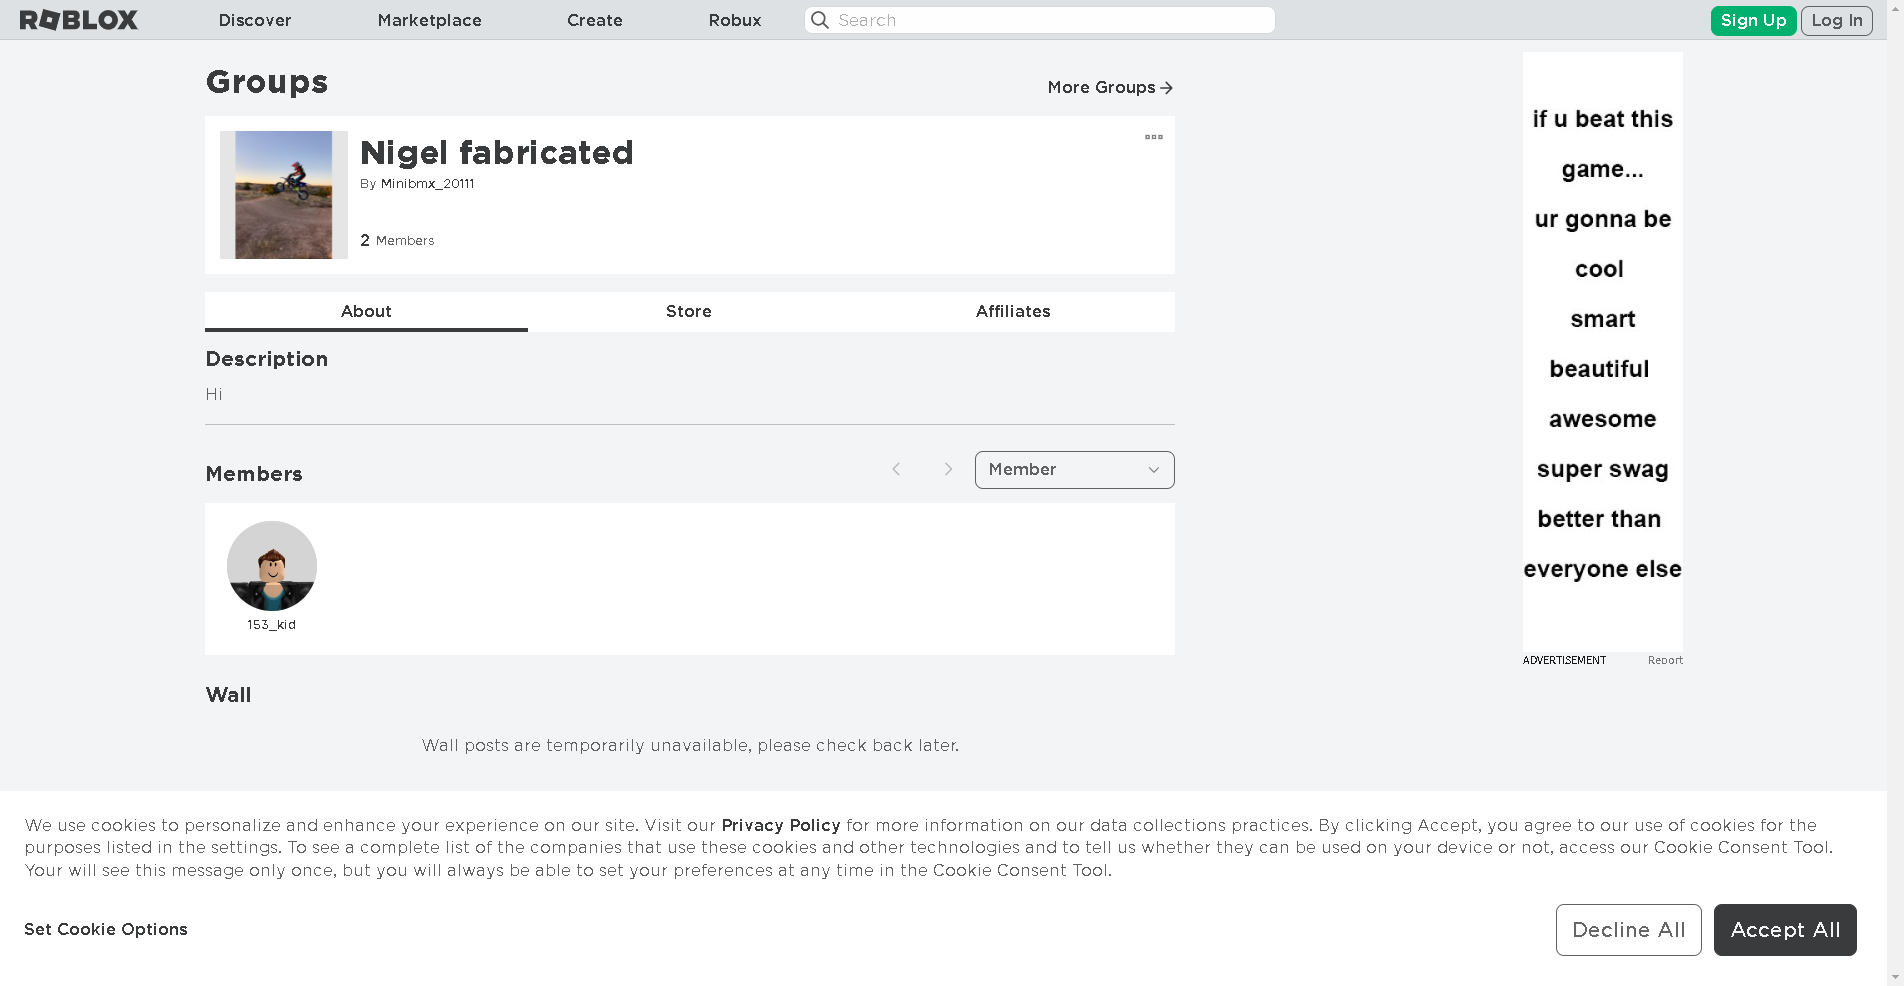 ROBLOX Discover Marketplace Create Robux Search Sign Up Log In
Groups
More Groups
Nigel fabricated
By Minibmx_20111
2 Members
About Store Affiliates
Description
Hi
Members
Member
153_kid
Wall
Wall posts are temporarily unavailable, please check back later.
if u beat this
game...
ur gonna be
cool
smart
beautiful
awesome
super swag
better than
everyone else
ADVERTISEMENT Report
We use cookies to personalize and enhance your experience on our site. Visit our Privacy Policy for more information on our data collections practices. By clicking Accept, you agree to our use of cookies for the
purposes listed in the settings. To see a complete list of the companies that use these cookies and other technologies and to tell us whether they can be used on your device or not, access our Cookie Consent Tool.
Your will see this message only once, but you will always be able to set your preferences at any time in the Cookie Consent Tool.
Set Cookie Options
Decline All
Accept All